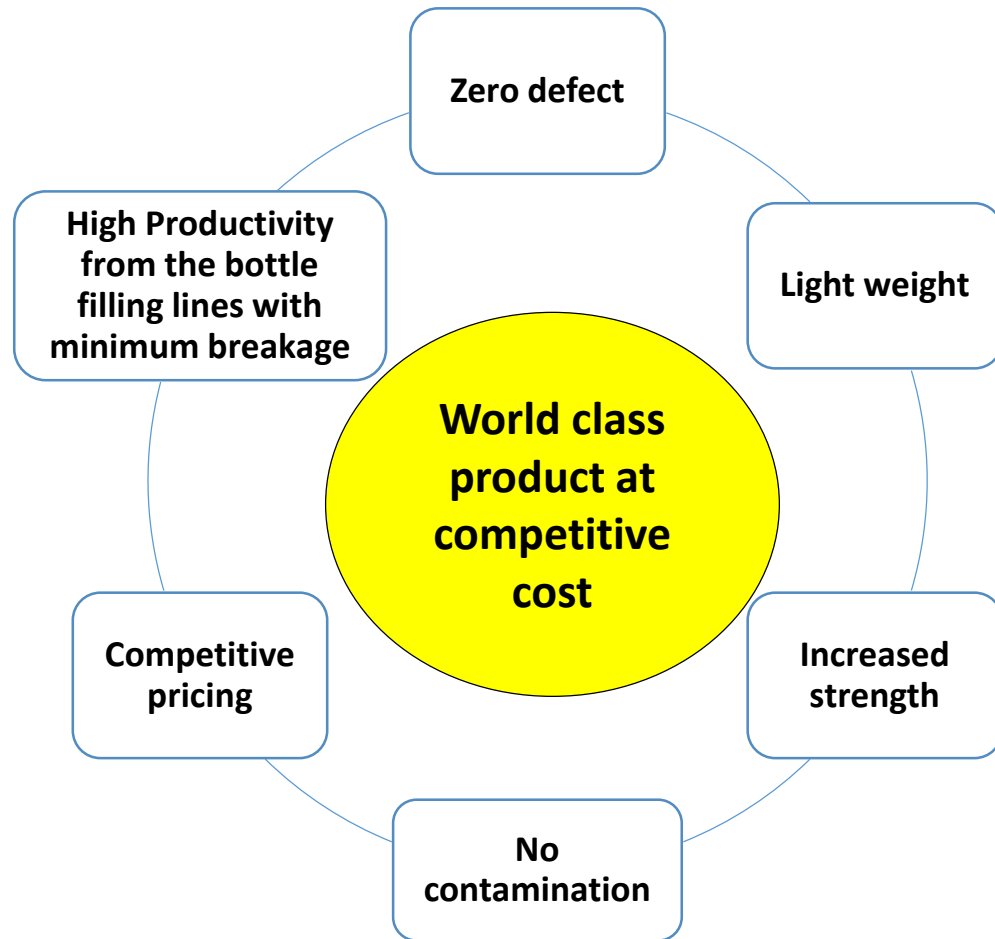 Zero defect
Light weight
Increased
strength
No
contamination
Competitive
pricing
High Productivity
from the bottle
filling lines with
minimum breakage
World class
product at
competitive
cost